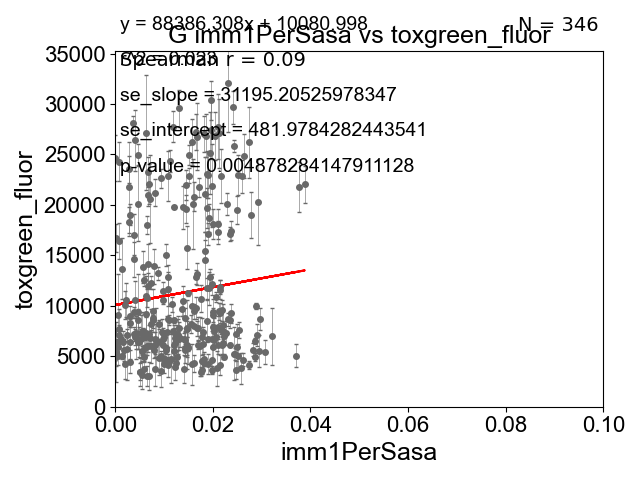 y = 88386.308x + 10080.998
N = 346
G imm1PerSasa vs toxgreen_fluor
Spearman r = 0.09
se_slope = 31195.20525978347
se_intercept = 481.9784282443541
p-value = 0.004878284147911128
35000
30000
25000
20000
15000
10000
5000
0
toxgreen_fluor
0.00
0.02
0.04
0.06
0.08
0.10
imm1PerSasa